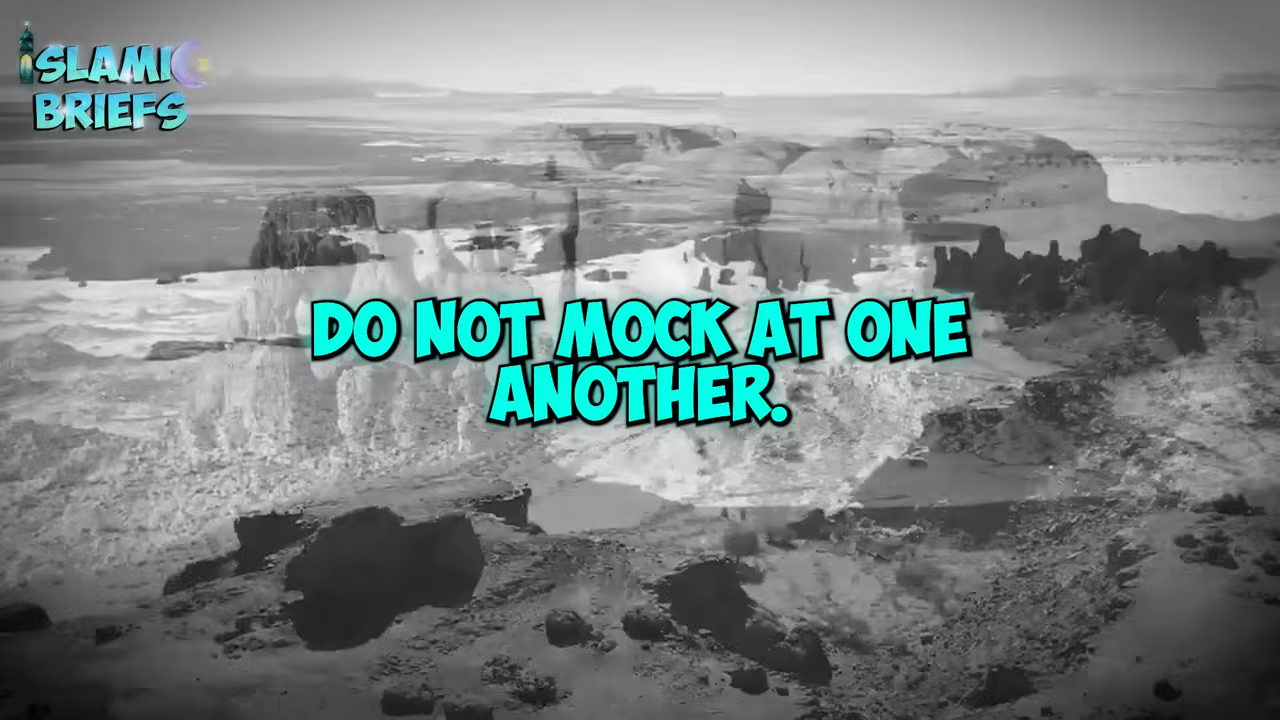 ISLAMIC
BRIEFS
DO NOT MOCK AT ONE
ANOTHER.